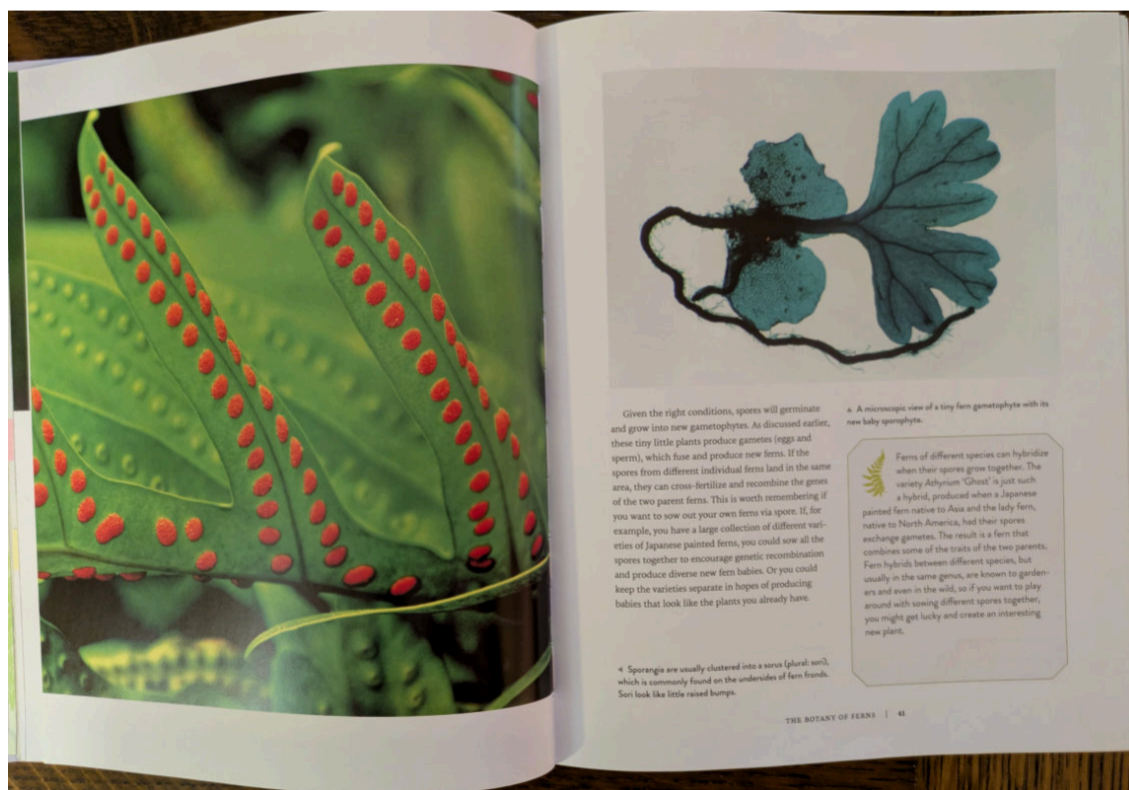 Given the right conditions, spores will germinate
and grow into new gametophytes. As discussed earlier,
these tiny little plants produce gametes (eggs and
sperm), which fuse and produce new ferns. If the
spores from different individual ferns land in the same
area, they can cross-fertilize and recombine the genes
of the two parent ferns. This is worth remembering if
you want to sow out your own ferns via spore. If, for
example, you have a large collection of different vari-
eties of Japanese painted ferns, you could sow all the
spores together to encourage genetic recombination
and produce diverse new fern babies. Or you could
keep the varieties separate in hopes of producing
babies that look like the plants you already have.
◄ Sporangia are usually clustered into a sorus (plural: sori),
which is commonly found on the undersides of fern fronds.
Sori look like little raised bumps.
▲ A microscopic view of a tiny fern gametophyte with its
new baby sporophyte.
Ferns of different species can hybridize
when their spores grow together. The
variety Athyrium 'Ghost' is just such
a hybrid, produced when a Japanese
painted fern native to Asia and the lady fern,
native to North America, had their spores
exchange gametes. The result is a fern that
combines some of the traits of the two parents.
Fern hybrids between different species, but
usually in the same genus, are known to garden-
ers and even in the wild, so if you want to play
around with sowing different spores together,
you might get lucky and create an interesting
new plant.
THE BOTANY OF FERNS | 41